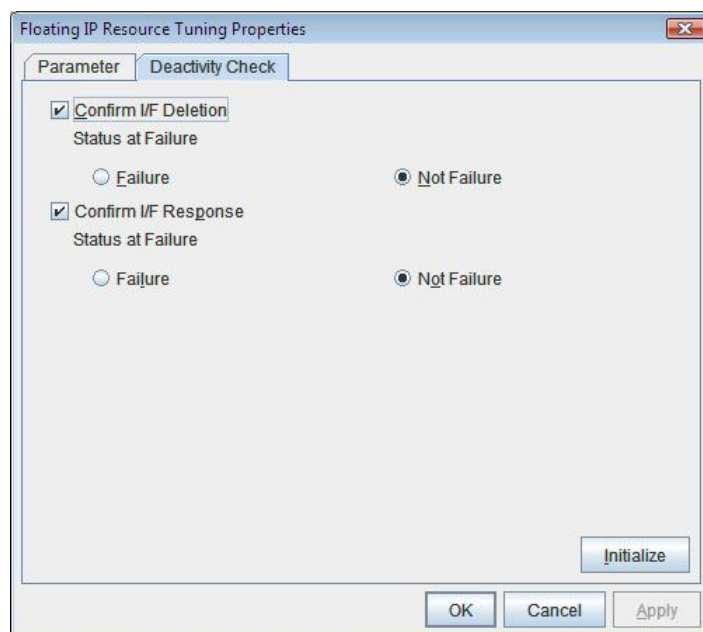 Floating IP Resource Tuning Properties
Parameter Deactivity Check
Confirm I/F Deletion
Status at Failure
Failure Not Failure
Confirm I/F Response
Status at Failure
Failure Not Failure
Initialize
OK Cancel Apply